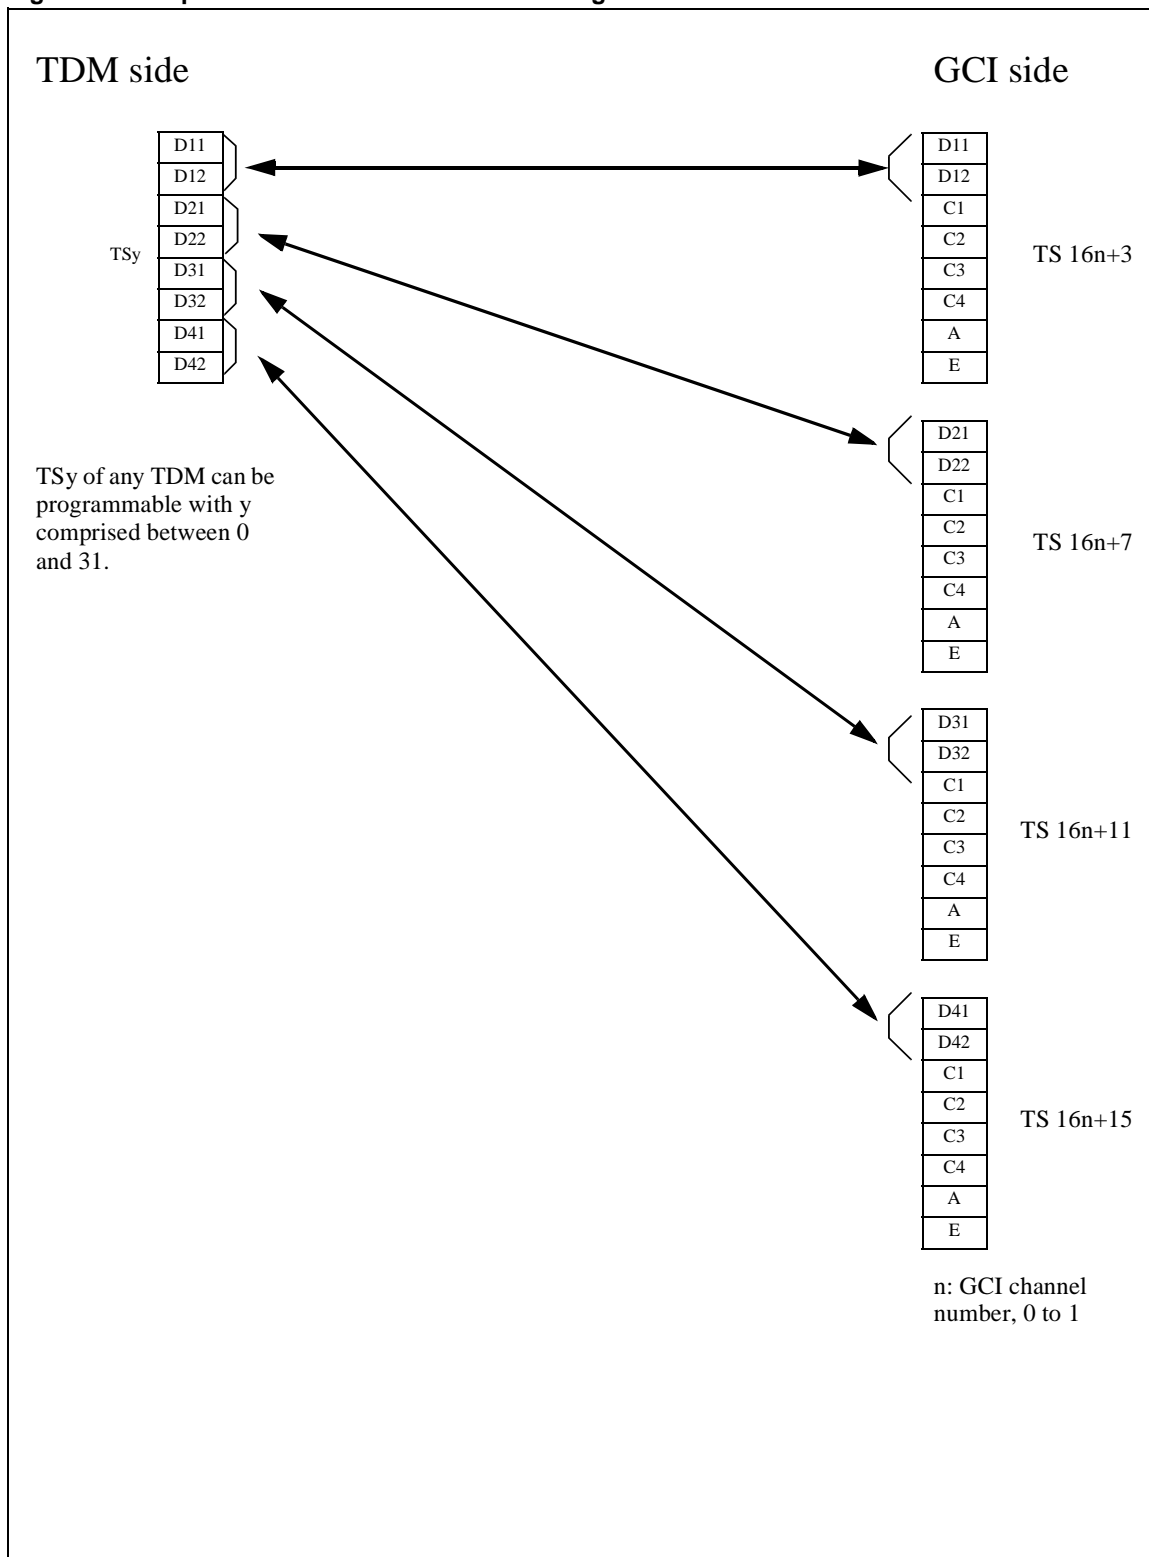 TDM side
GCI side
D11
D12
D21
D22
D31
D32
D41
D42
TSy
TSy of any TDM can be
programmable with y
comprised between 0
and 31.
D11
D12
C1
C2
C3
C4
A
E
TS 16n+3
D21
D22
C1
C2
C3
C4
A
E
TS 16n+7
D31
D32
C1
C2
C3
C4
A
E
TS 16n+11
D41
D42
C1
C2
C3
C4
A
E
TS 16n+15
n: GCI channel
number, 0 to 1